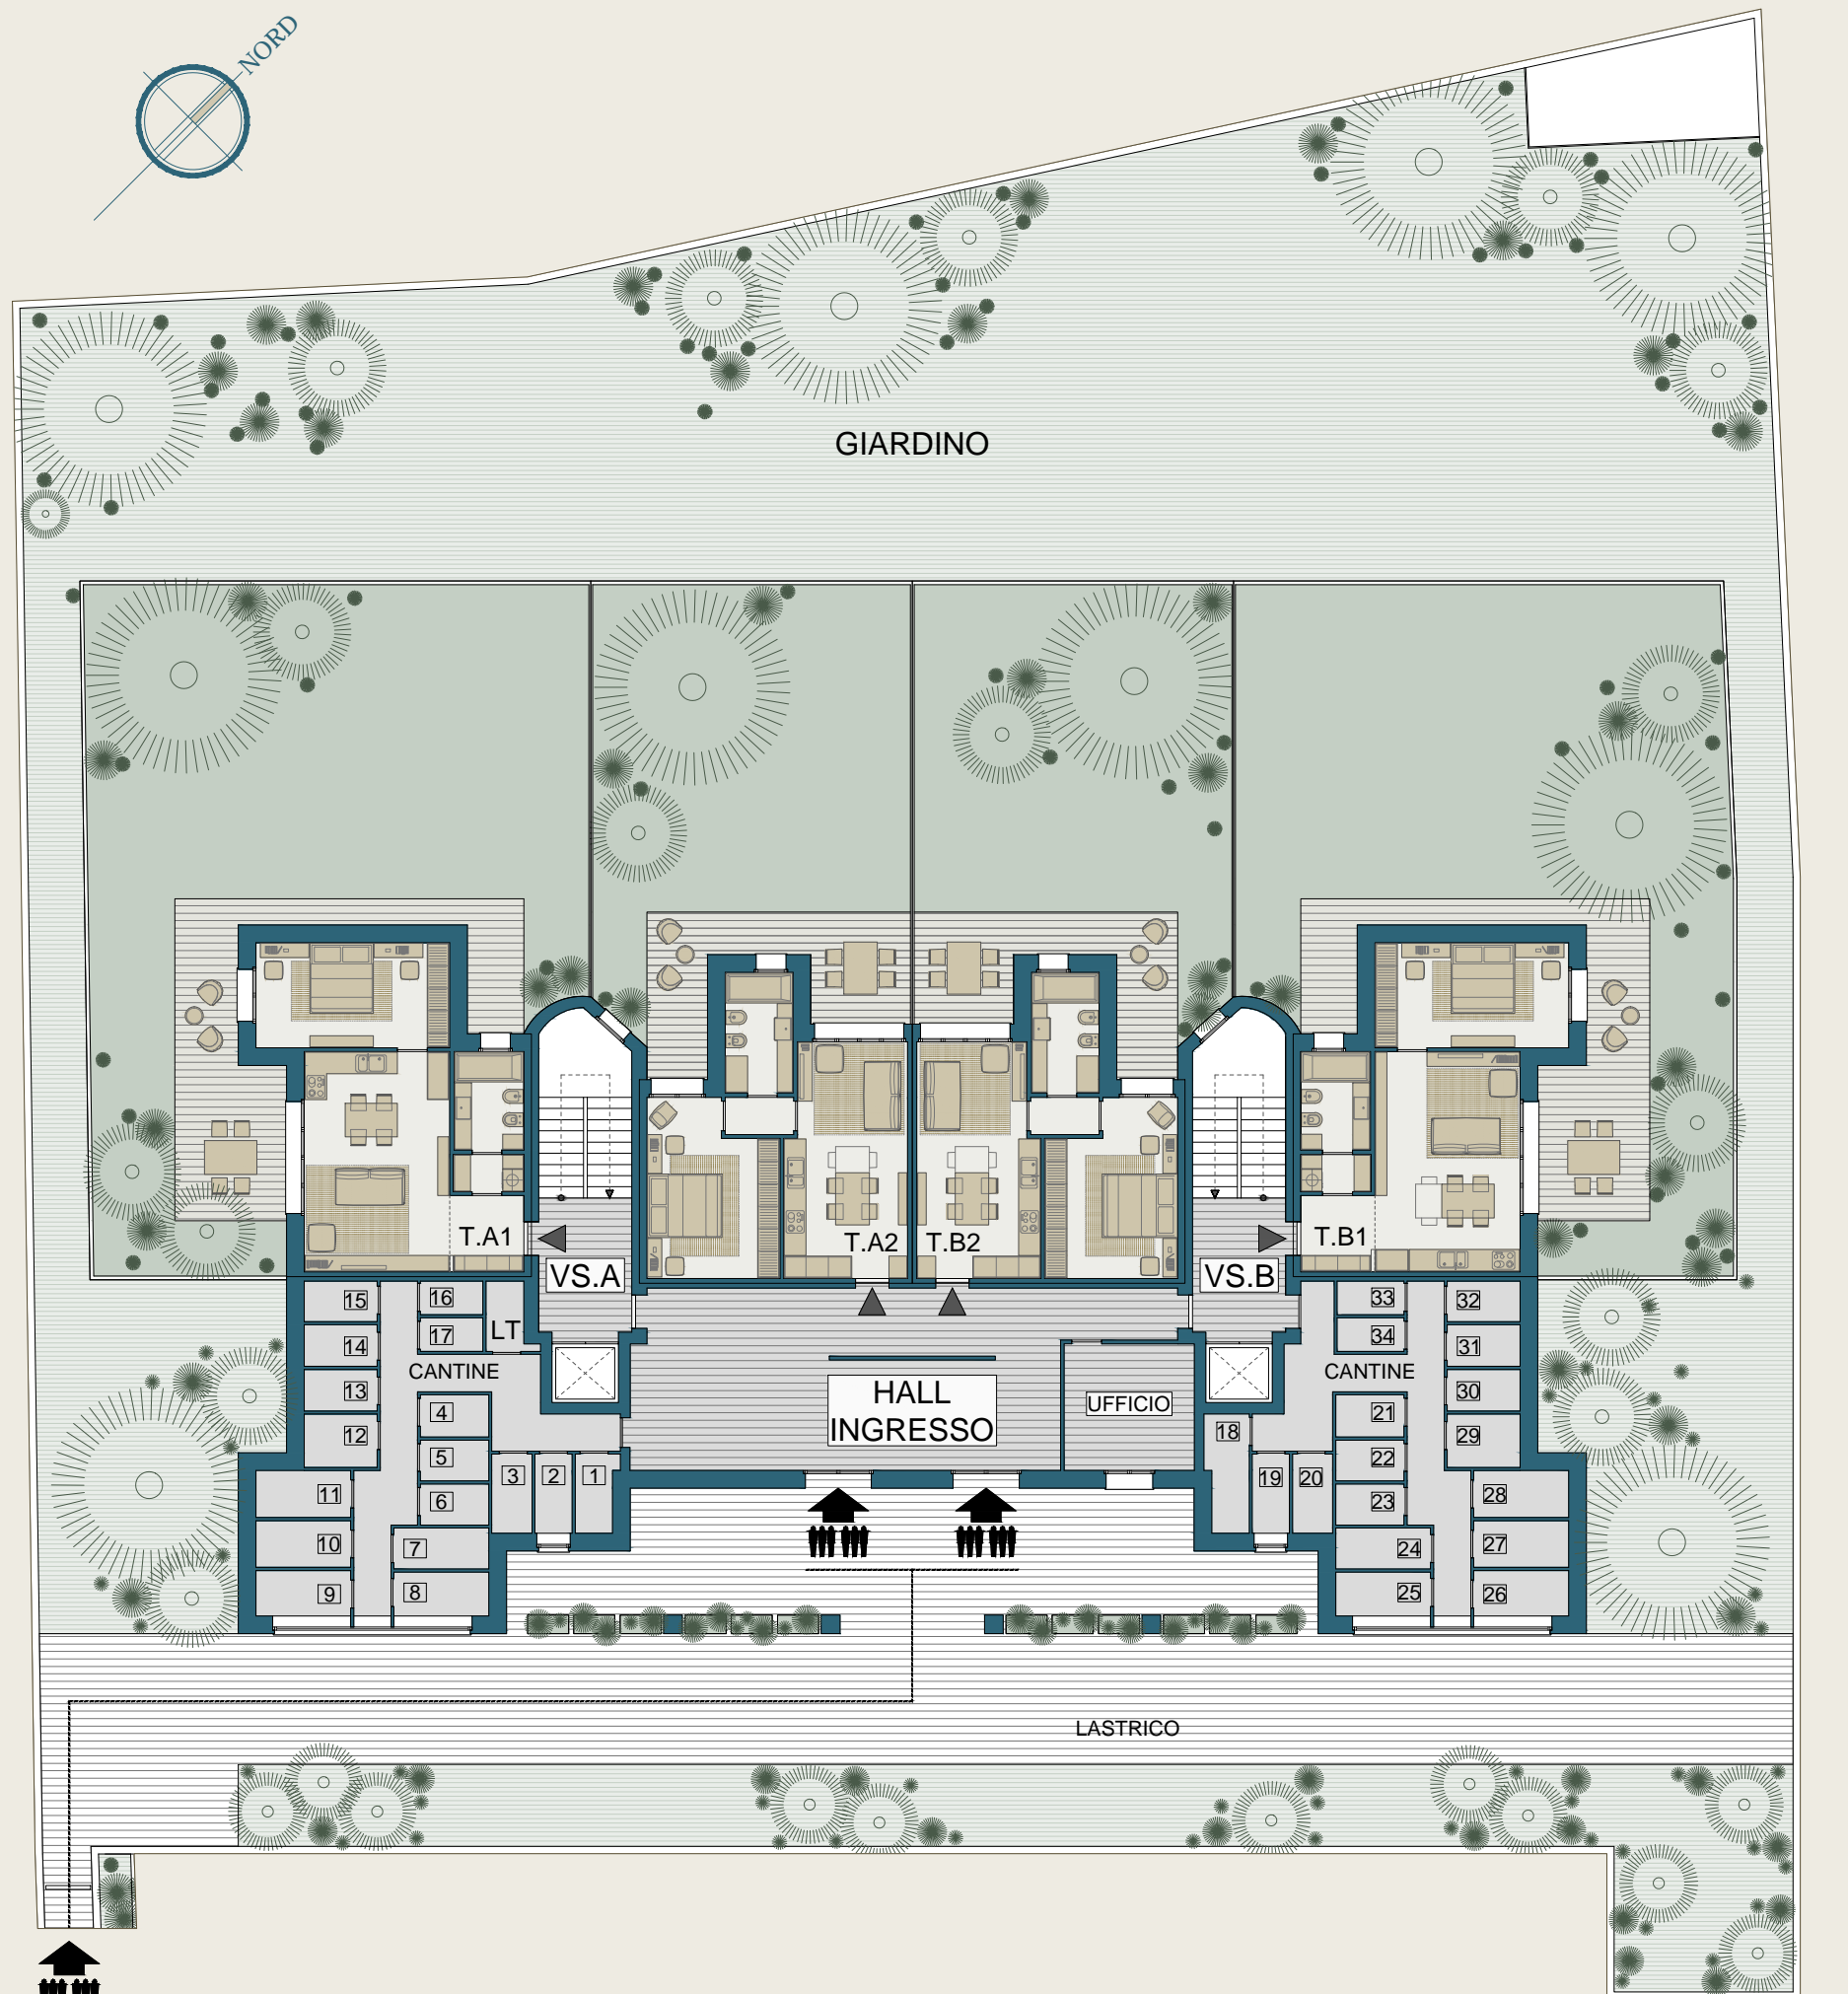 NORD
GIARDINO
T.A1
T.A2
T.B2
T.B1
VS.A
VS.B
15
16
33
32
14
17
LT.
34
31
CANTINE
CANTINE
13
HALL
INGRESSO
UFFICIO
30
4
21
12
18
29
5
22
3
2
1
19
20
11
6
23
28
10
7
24
27
9
8
25
26
LASTRICO